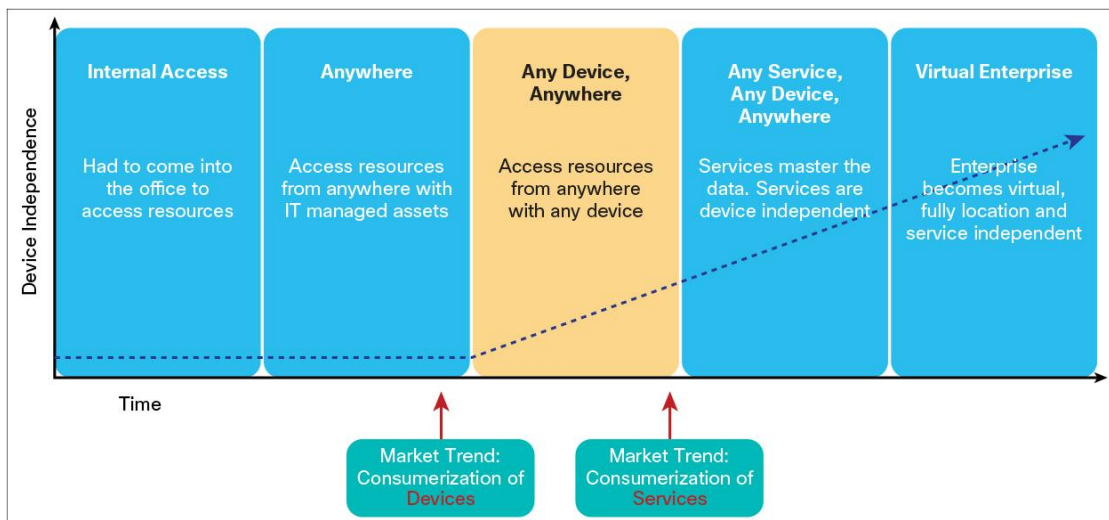 Device Independence
Internal Access
Had to come into
the office to
access resources
Anywhere
Access resources
from anywhere with
IT managed assets
Any Device,
Anywhere
Access resources
from anywhere
with any device
Any Service,
Any Device,
Anywhere
Services master the
data. Services are
device independent
Virtual Enterprise
Enterprise
becomes virtual,
fully location and
service independent
Time
Market Trend:
Consumerization of
Devices
Market Trend:
Consumerization of
Services